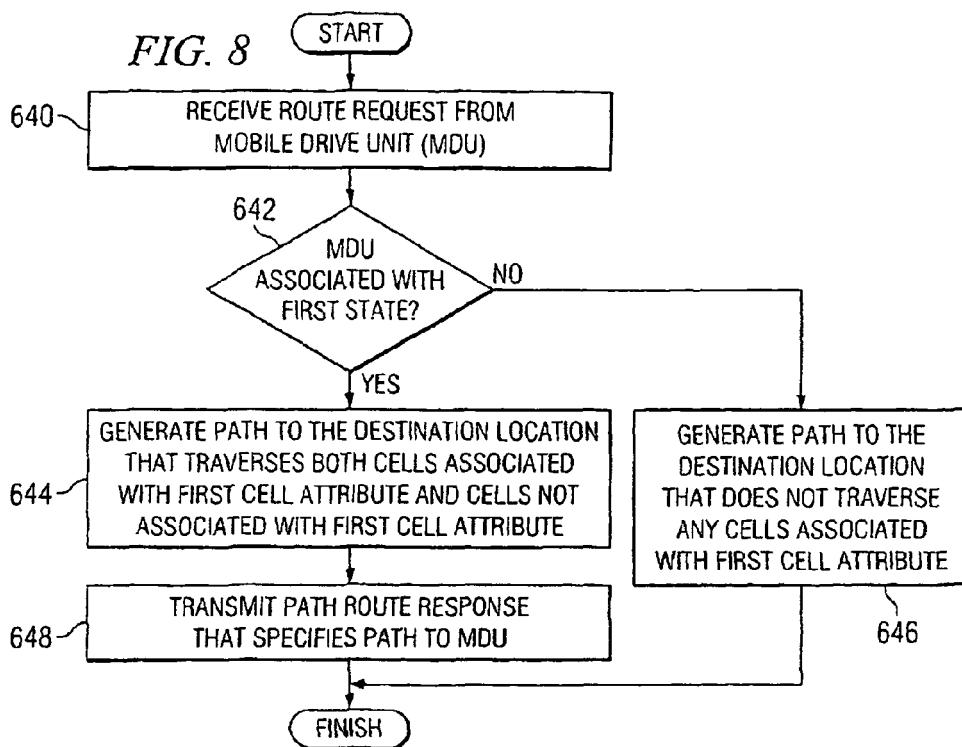 FIG. 8
START
640
RECEIVE ROUTE REQUEST FROM
MOBILE DRIVE UNIT (MDU)
642
MDU
ASSOCIATED WITH
FIRST STATE?
NO
YES
644
GENERATE PATH TO THE DESTINATION LOCATION
THAT TRAVERSES BOTH CELLS ASSOCIATED
WITH FIRST CELL ATTRIBUTE AND CELLS NOT
ASSOCIATED WITH FIRST CELL ATTRIBUTE
GENERATE PATH TO THE
DESTINATION LOCATION
THAT DOES NOT TRAVERSE
ANY CELLS ASSOCIATED
WITH FIRST CELL ATTRIBUTE
646
648
TRANSMIT PATH ROUTE RESPONSE
THAT SPECIFIES PATH TO MDU
FINISH